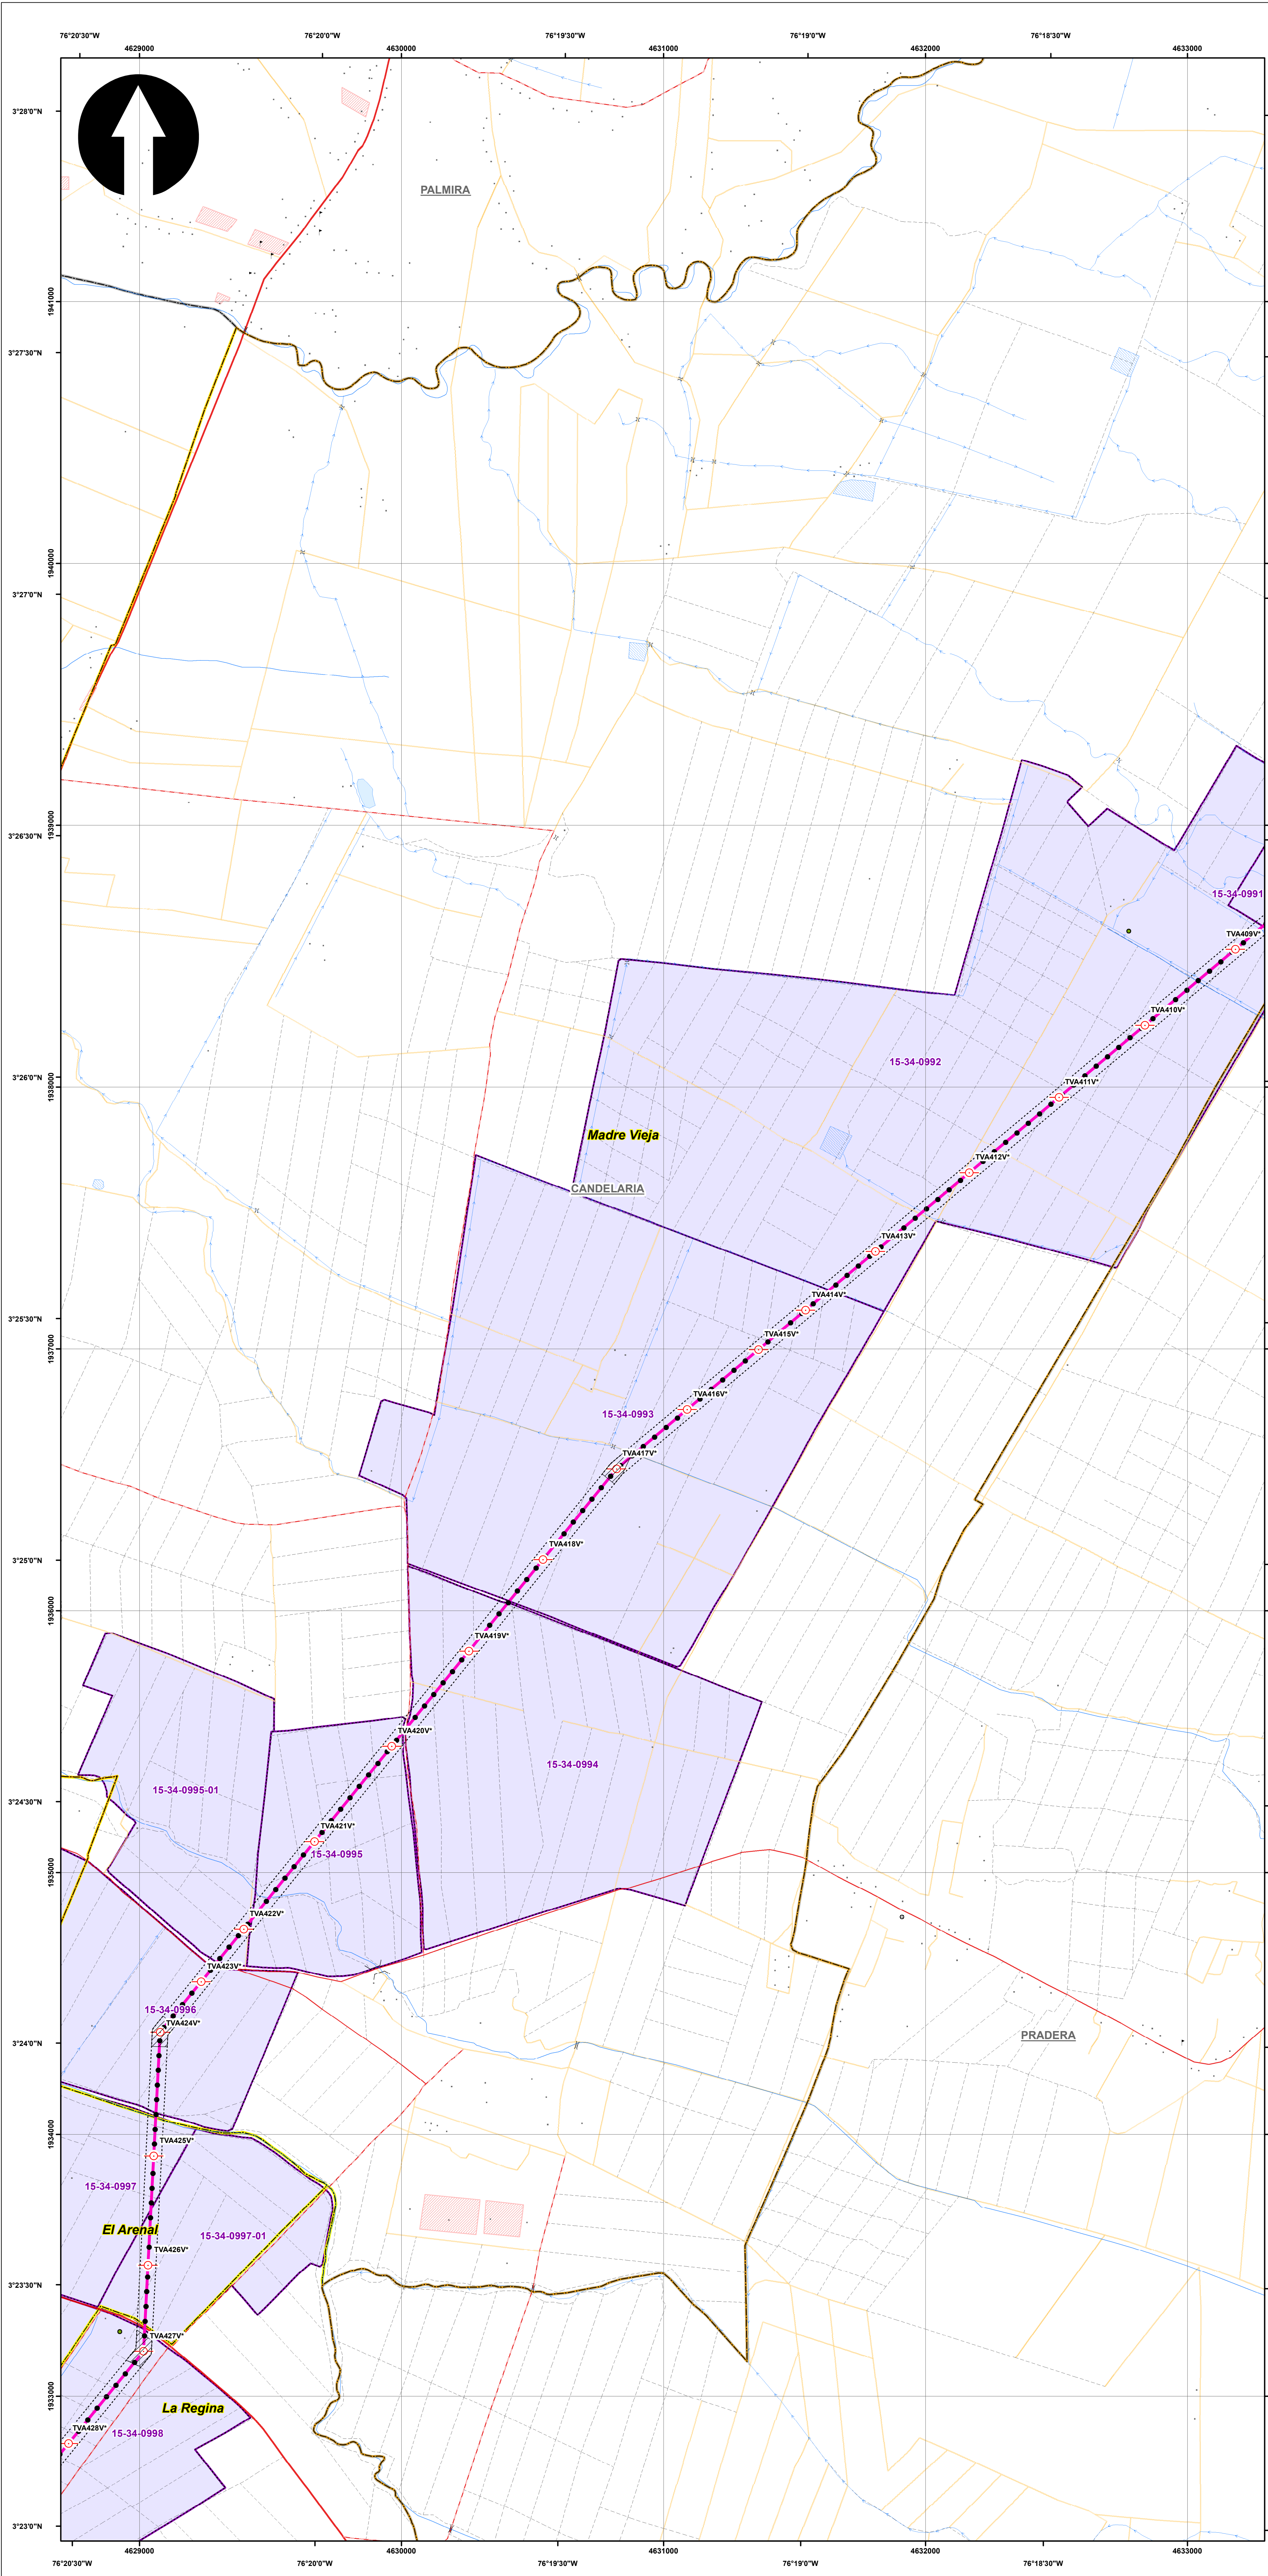 76°20'30"W 76°20'0"W 76°19'30"W 76°19'0"W 76°18'30"W
4629000 4630000 4631000 4632000 4633000
3°28'0"N
PALMIRA
1941000
3°27'30"N
1940000
3°27'0"N
1939000
3°26'30"N
15-34-0991
TVA409V*
TVA410V*
15-34-0992
3°26'0"N
1938000
TVA411V*
Madre Vieja
TVA412V*
CANDELARIA
TVA413V*
TVA414V*
3°25'30"N
TVA415V*
1937000
TVA416V*
15-34-0993
TVA417V*
TVA418V*
3°25'0"N
1936000
TVA419V*
TVA420V*
15-34-0994
15-34-0995-01
3°24'30"N
TVA421V*
15-34-0995
1935000
TVA422V*
TVA423V*
15-34-0996
TVA424V*
PRADERA
3°24'0"N
1934000
TVA425V*
15-34-0997
El Arenal
15-34-0997-01
TVA426V*
3°23'30"N
TVA427V*
1933000
La Regina
TVA428V*
15-34-0998
3°23'0"N
4629000 4630000 4631000 4632000 4633000
76°20'30"W 76°20'0"W 76°19'30"W 76°19'0"W 76°18'30"W